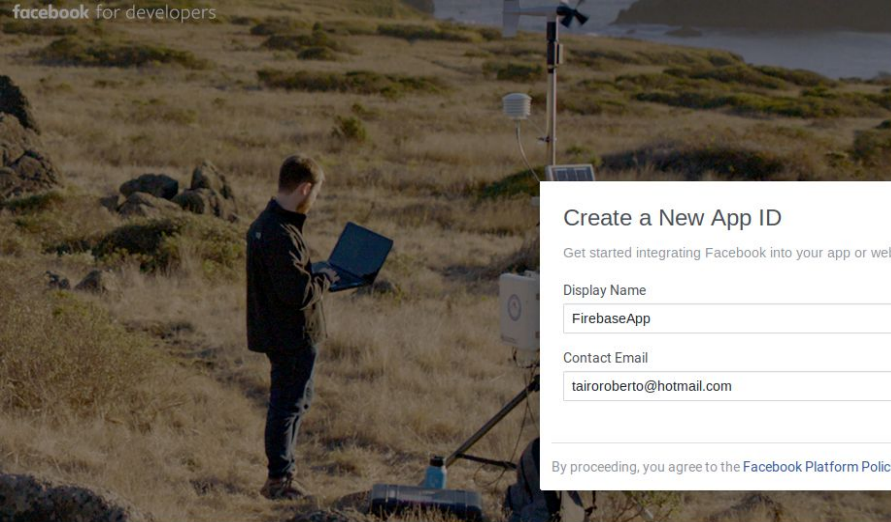 facebook for developers
Create a New App ID
Get started integrating Facebook into your app or
Display Name
FirebaseApp
Contact Email
tairoroberto@hotmail.com
By proceeding, you agree to the Facebook Platform